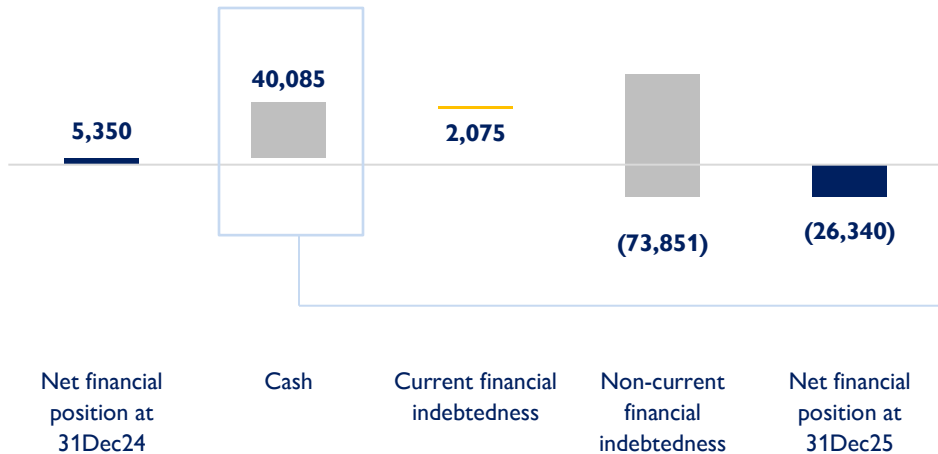 5,350
40,085
2,075
(73,851)
(26,340)
Net financial
position at
31Dec24
Cash
Current financial
indebtedness
Non-current
financial
indebtedness
Net financial
position at
31Dec25